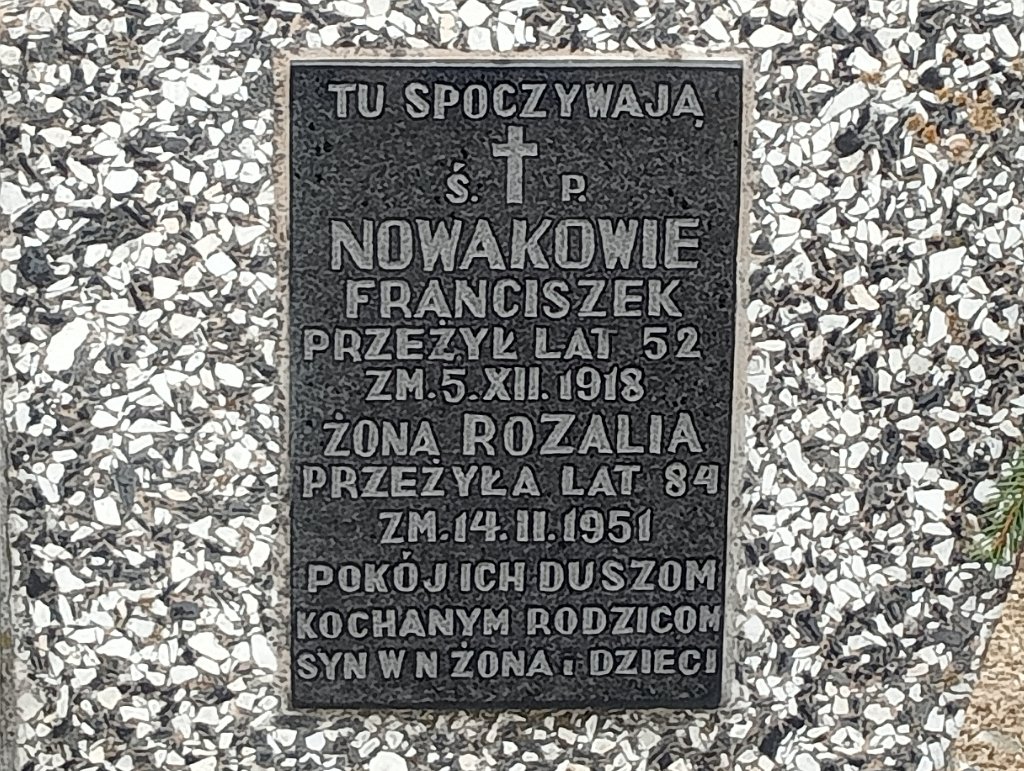 TU SPOCZYWAJĄ
Ś. P.
NOWAKOWIE
FRANCISZEK
PRZEŻYŁ LAT 52
ZM. 5. XII. 1918
ŻONA ROZALIA
PRZEŻYŁA LAT 84
ZM. 14. II. 1951
POKÓJ ICH DUSZOM
KOCHANYM RODZICOM
SYN W N ŻONA i DZIECI